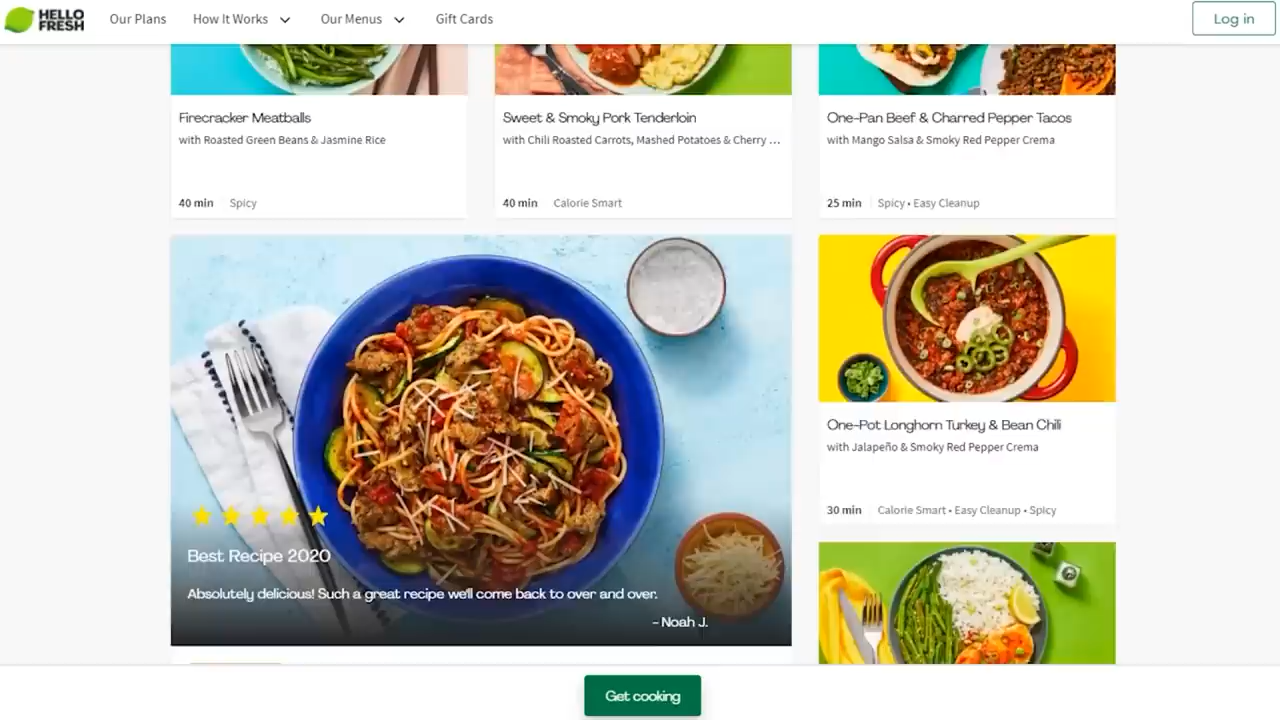 HELLO
FRESH
Our Plans
How It Works
Our Menus
Gift Cards
Log in
Firecracker Meatballs
with Roasted Green Beans & Jasmine Rice
40 min
Spicy
Sweet & Smoky Pork Tenderloin
with Chili Roasted Carrots, Mashed Potatoes & Cherry ...
40 min
Calorie Smart
One-Pan Beef & Charred Pepper Tacos
with Mango Salsa & Smoky Red Pepper Crema
25 min
Spicy • Easy Cleanup
Best Recipe 2020
Absolutely delicious! Such a great recipe we'll come back to over and over.
– Noah J.
One-Pot Longhorn Turkey & Bean Chili
with Jalapeño & Smoky Red Pepper Crema
30 min
Calorie Smart • Easy Cleanup • Spicy
Get cooking